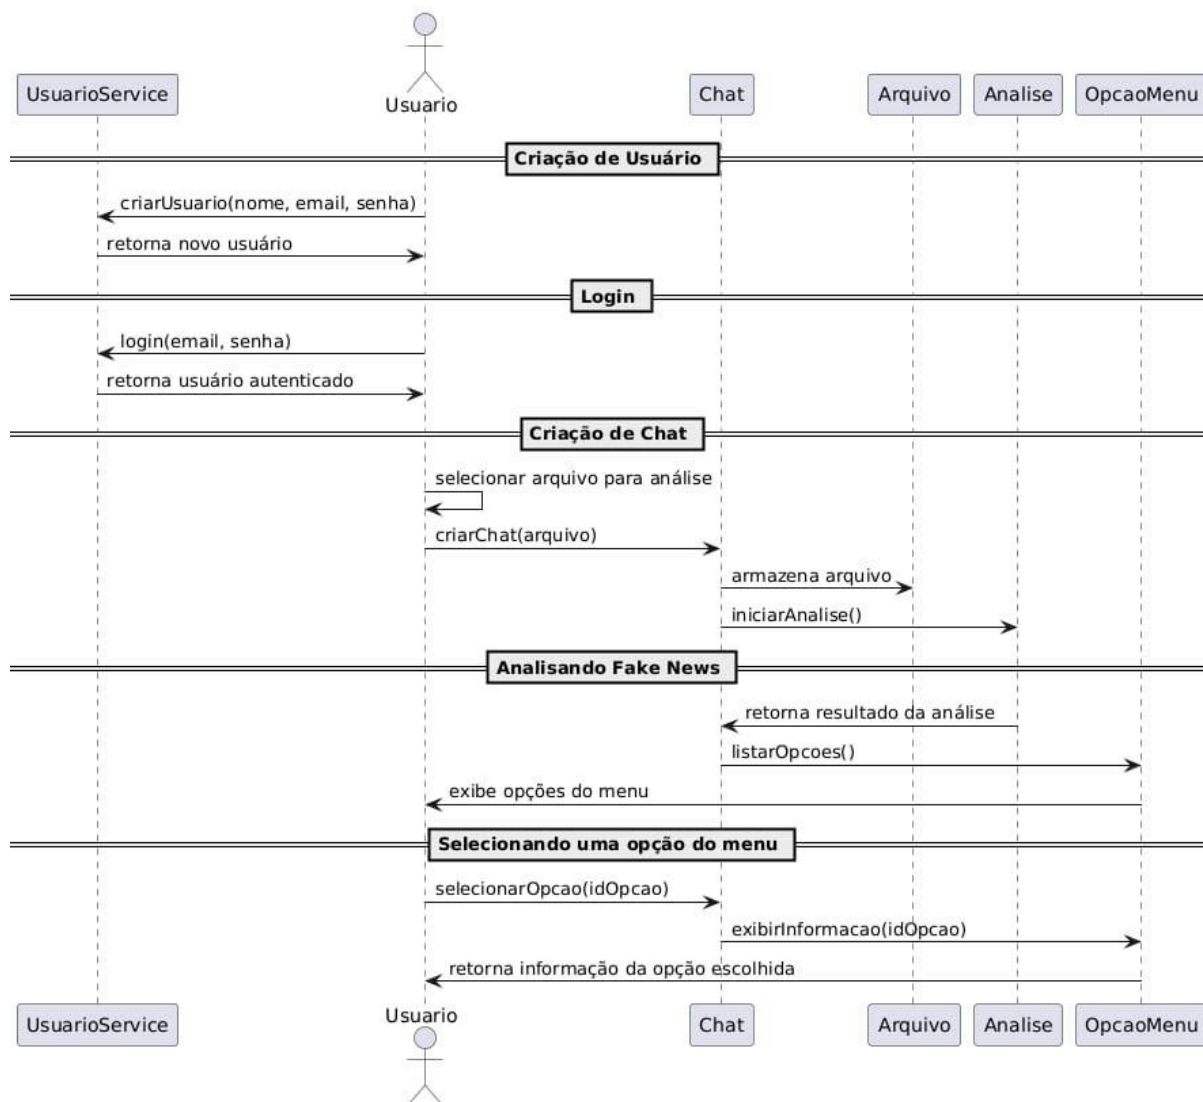 Usuario
UsuarioService
Chat
Arquivo
Analise
OpcaoMenu
Criação de Usuário
criarUsuario(nome, email, senha)
retorna novo usuário
Login
login(email, senha)
retorna usuário autenticado
Criação de Chat
selecionar arquivo para análise
criarChat(arquivo)
armazena arquivo
iniciarAnalise()
Analisando Fake News
retorna resultado da análise
listarOpcoes()
exibe opções do menu
Selecionando uma opção do menu
selecionarOpcao(idOpcao)
exibirInformacao(idOpcao)
retorna informação da opção escolhida
UsuarioService
Usuario
Chat
Arquivo
Analise
OpcaoMenu